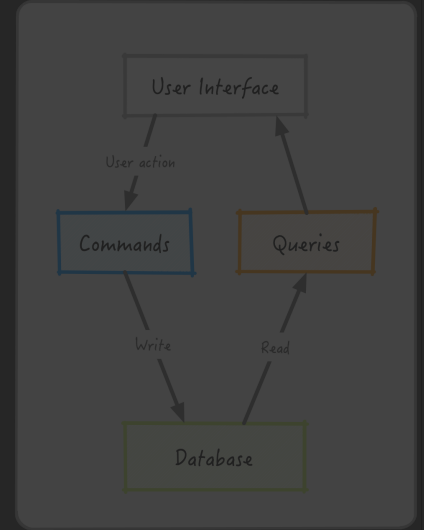 User Interface
User action
Commands
Queries
Write
Read
Database